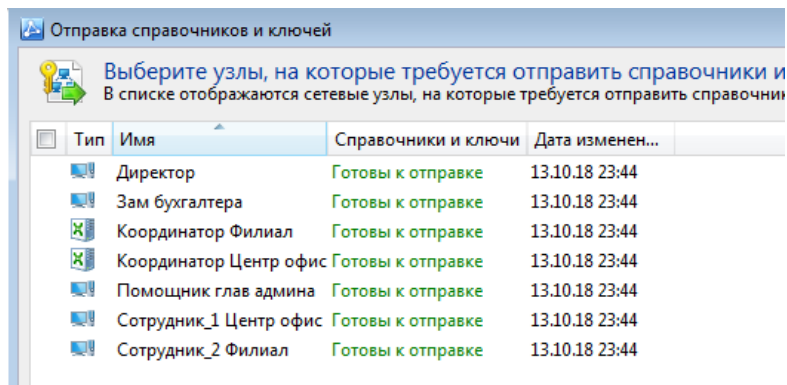 Отправка справочников и ключей
Выберите узлы, на которые требуется отправить справочники и
В списке отображаются сетевые узлы, на которые требуется отправить справочник
Тип Имя Справочники и ключи Дата изменен...
Директор Готовы к отправке 13.10.18 23:44
Зам бухгалтера Готовы к отправке 13.10.18 23:44
Координатор Филиал Готовы к отправке 13.10.18 23:44
Координатор Центр офис Готовы к отправке 13.10.18 23:44
Помощник глав админа Готовы к отправке 13.10.18 23:44
Сотрудник_1 Центр офис Готовы к отправке 13.10.18 23:44
Сотрудник_2 Филиал Готовы к отправке 13.10.18 23:44